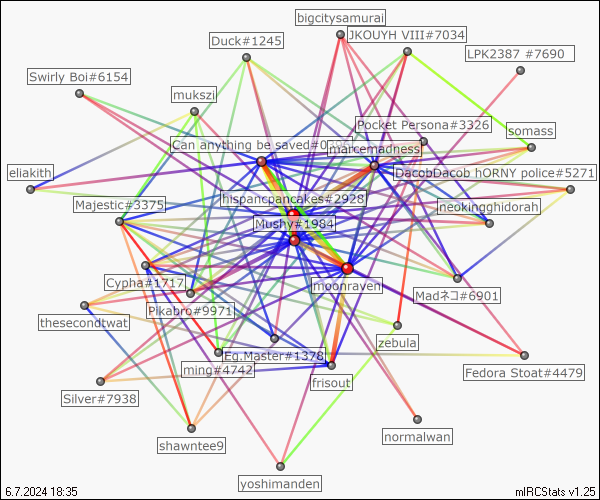 bigcitysamurai
JKOUYH VIII#7034
Duck#1245
LPK2387 #7690
Swirly Boi#6154
mukszi
Pocket Persona#3326
somass
Can anything be saved#0
marcemadness
eliakith
DacobDacob hORNY police#5271
hispancpancakes#2928
Majestic#3375
neokingghidorah
Mushy#1984
Cypha#1717
moonraven
Madネコ#6901
Pikabro#9971
thesecondtwat
zebula
Eq.Master#1378
ming#4742
Fedora Stoat#4479
frisout
Silver#7938
normalwan
shawntee9
yoshimanden
6.7.2024 18:35
mIRCStats v1.25